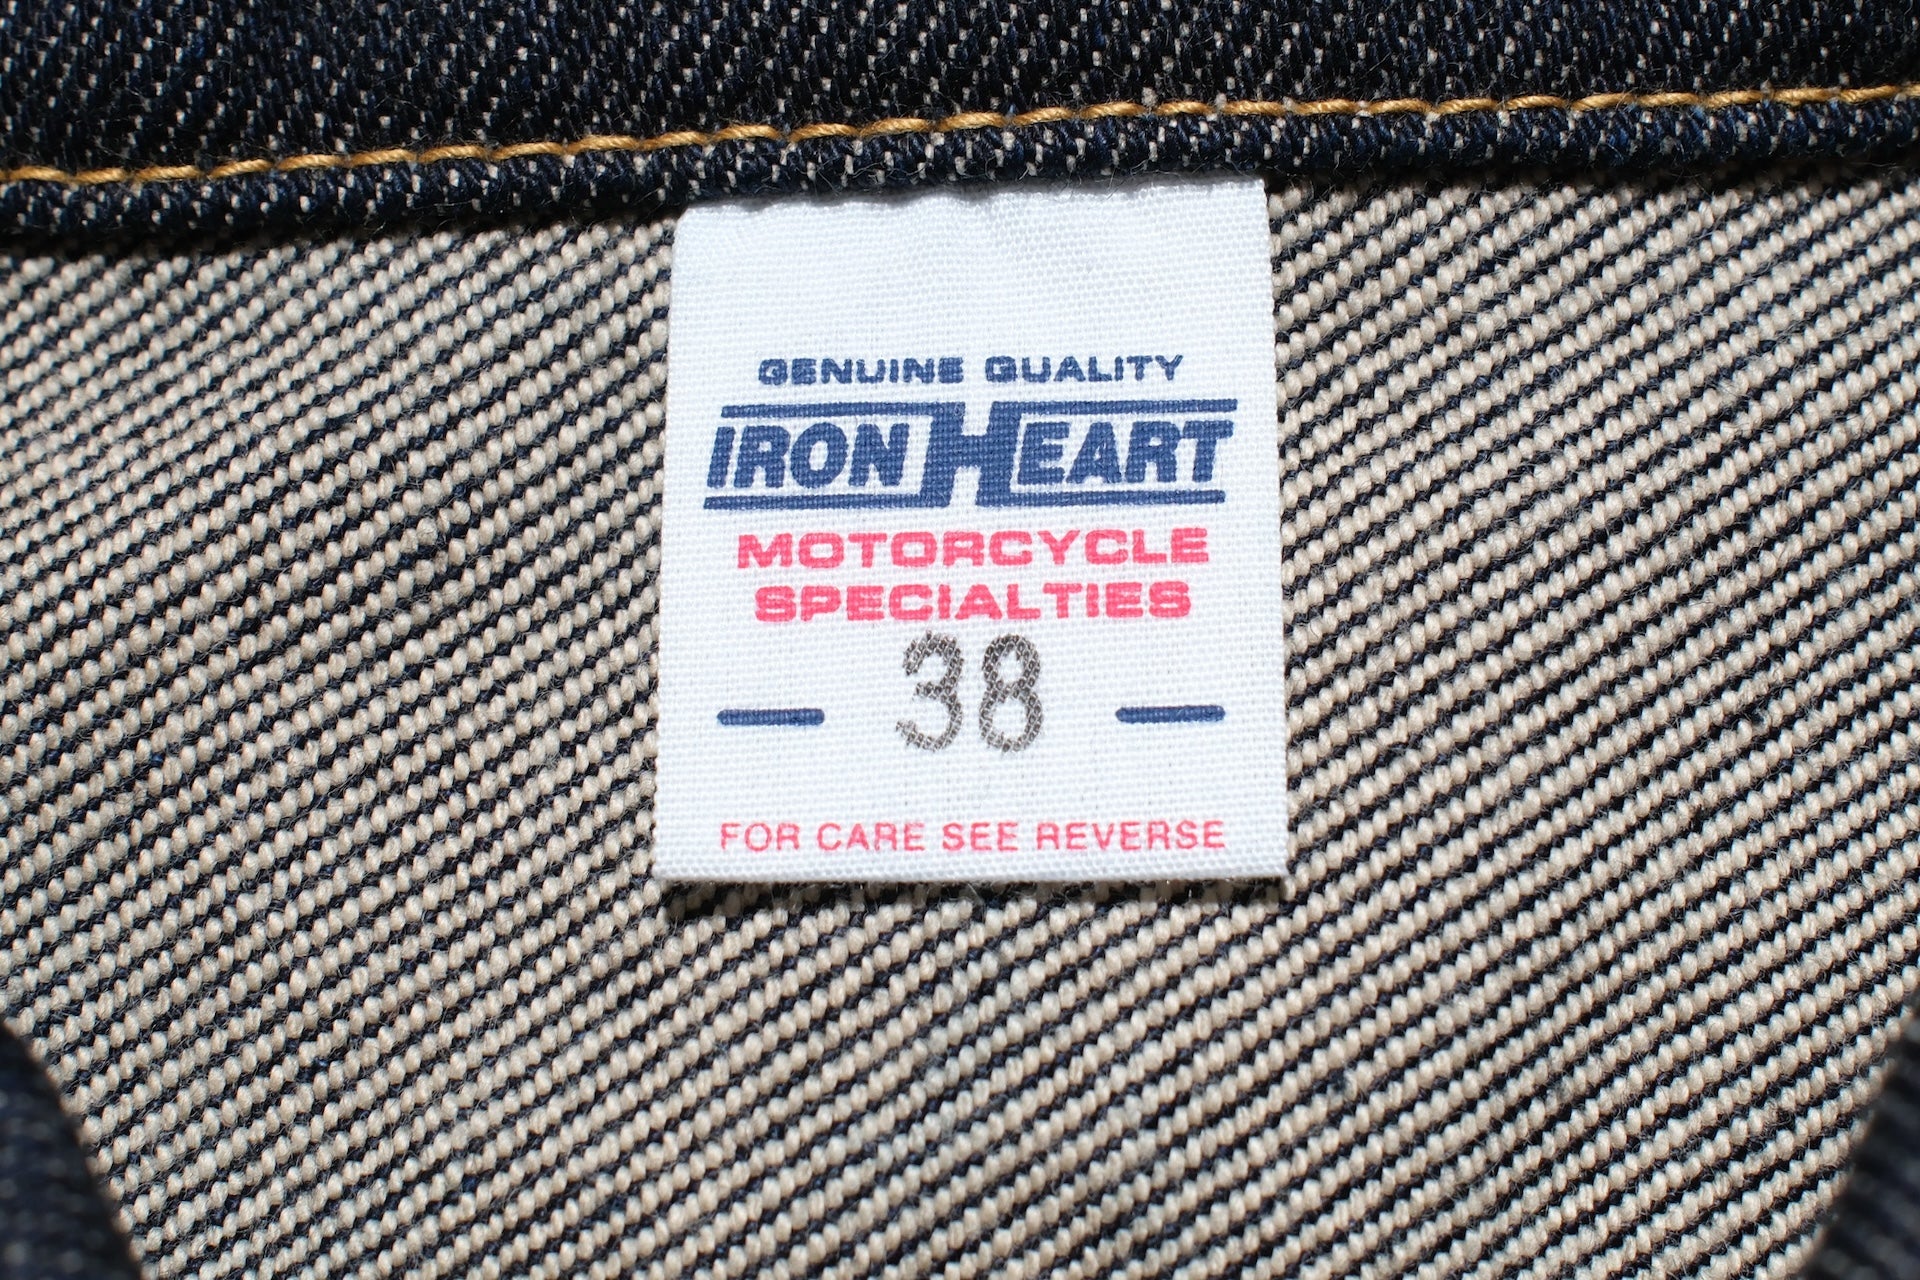 GENUINE QUALITY
IRON HEART
MOTORCYCLE
SPECIALTIES
38
FOR CARE SEE REVERSE